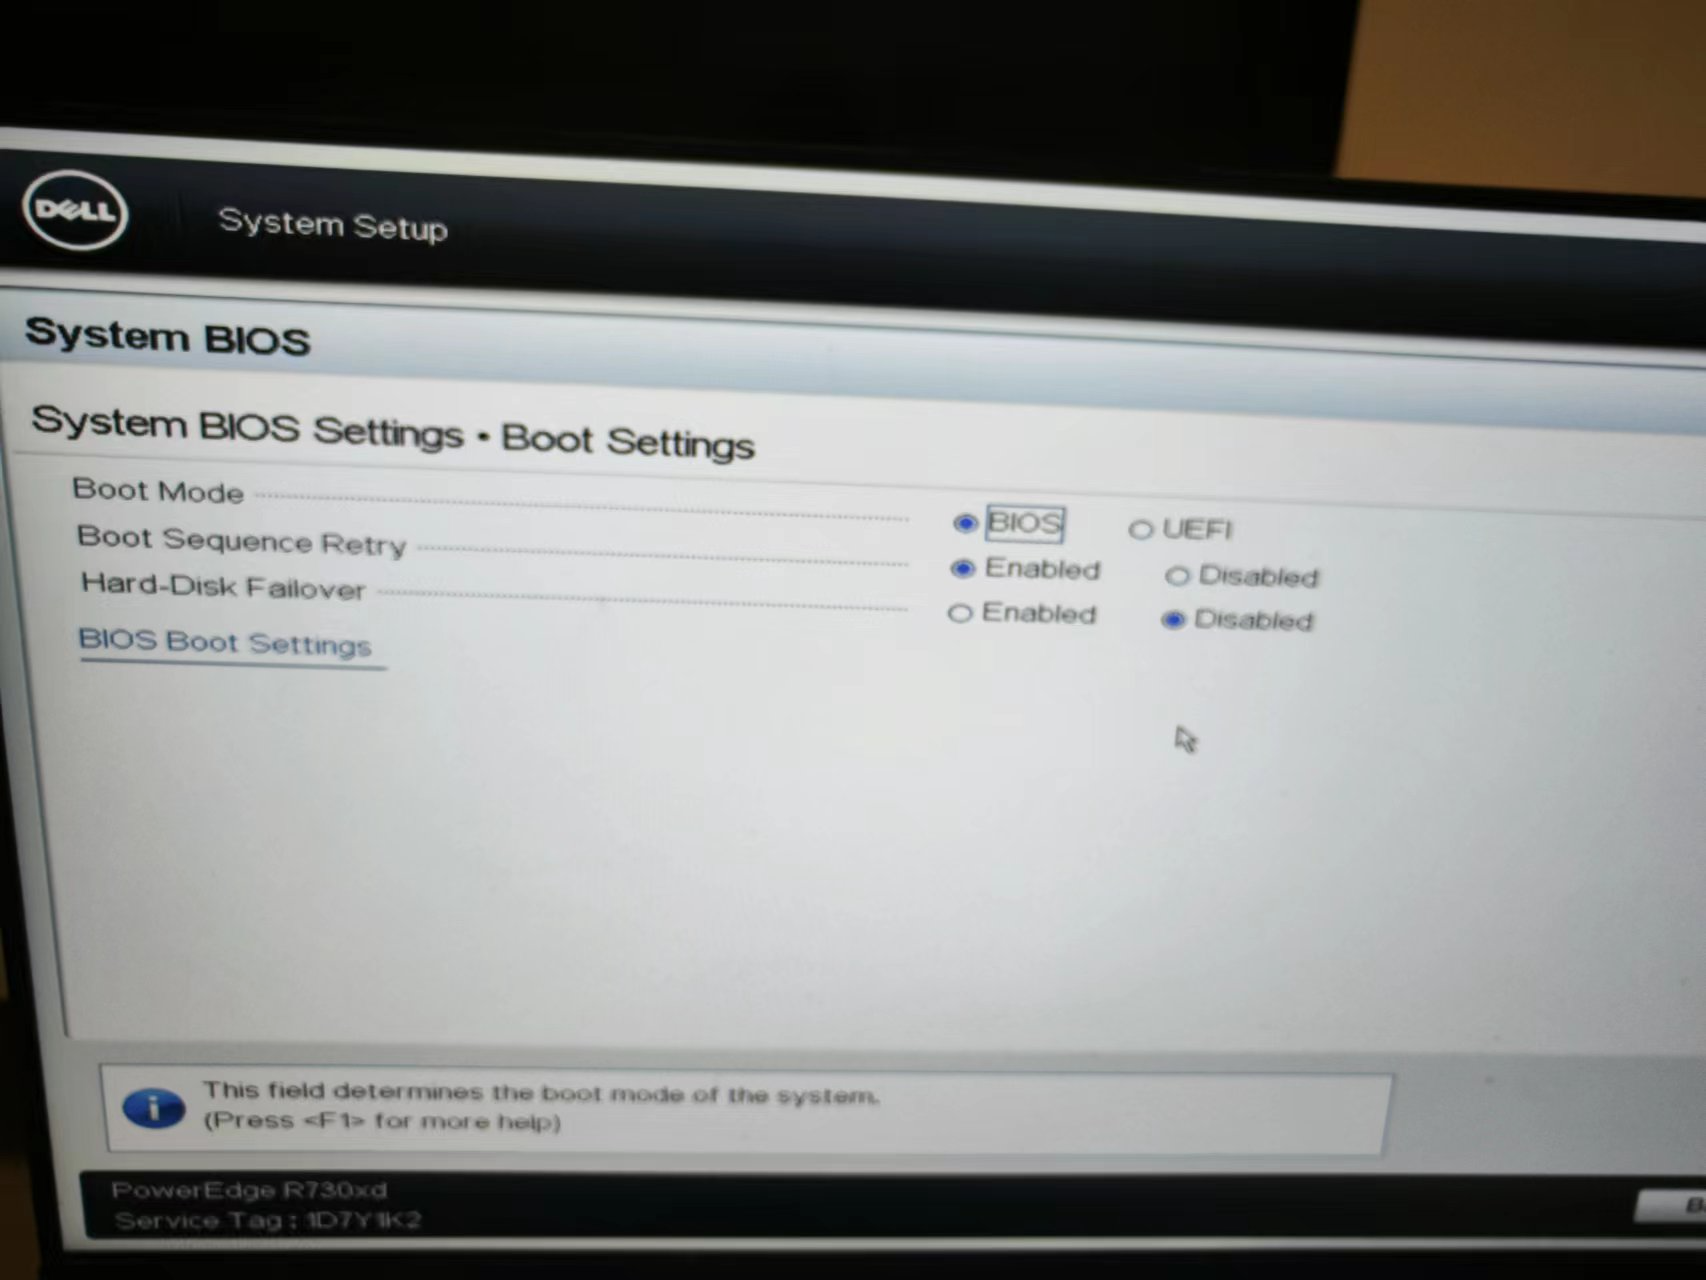 DELL
System Setup
System BIOS
System BIOS Settings • Boot Settings
Boot Mode BIOS UEFI
Boot Sequence Retry Enabled Disabled
Hard-Disk Failover Enabled Disabled
BIOS Boot Settings
i
This field determines the boot mode of the system.
(Press <F1> for more help)
PowerEdge R730xd
Service Tag : 1D7Y1K2